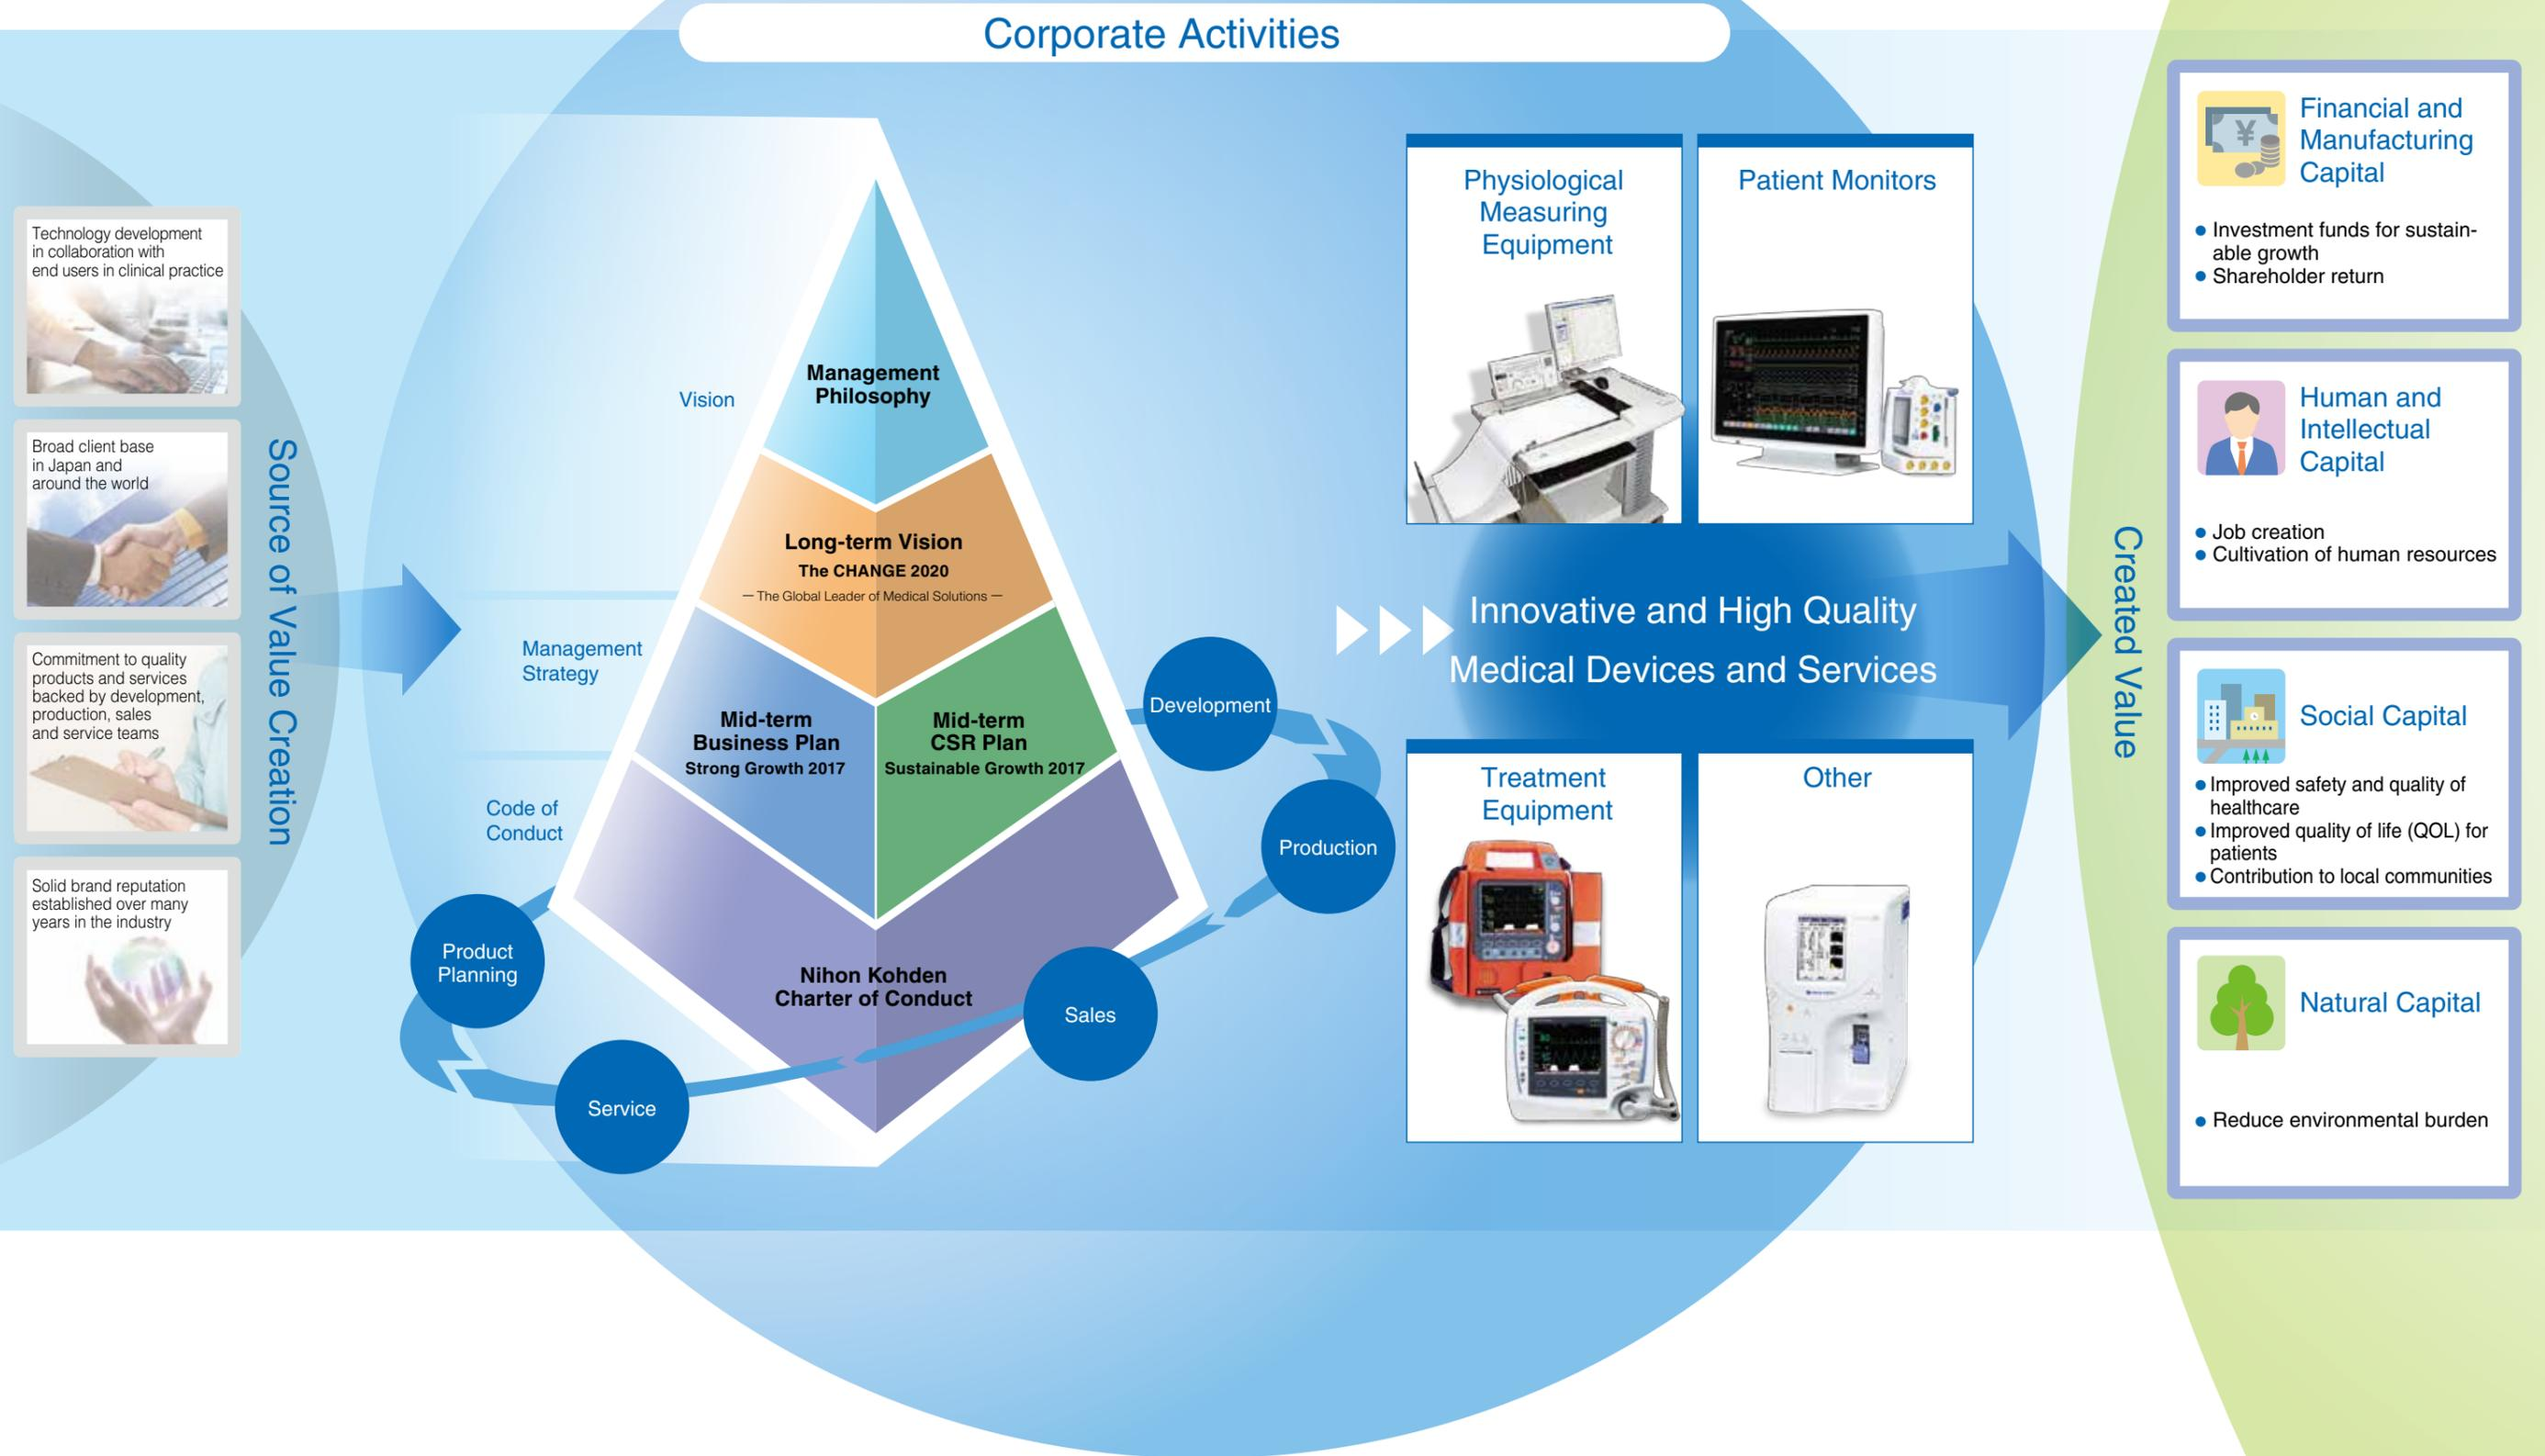 Corporate Activities
Technology development
in collaboration with
end users in clinical practice
Broad client base
in Japan and
around the world
Commitment to quality
products and services
backed by development,
production, sales
and service teams
Solid brand reputation
established over many
years in the industry
Source of Value Creation
Vision
Management
Strategy
Code of
Conduct
Management
Philosophy
Long-term Vision
The CHANGE 2020
— The Global Leader of Medical Solutions —
Mid-term
Business Plan
Strong Growth 2017
Mid-term
CSR Plan
Sustainable Growth 2017
Nihon Kohden
Charter of Conduct
Development
Production
Sales
Service
Product
Planning
Physiological
Measuring
Equipment
Patient Monitors
Innovative and High Quality
Medical Devices and Services
Treatment
Equipment
Other
Created Value
Financial and
Manufacturing
Capital
● Investment funds for sustain-
able growth
● Shareholder return
Human and
Intellectual
Capital
● Job creation
● Cultivation of human resources
Social Capital
● Improved safety and quality of
healthcare
● Improved quality of life (QOL) for
patients
● Contribution to local communities
Natural Capital
● Reduce environmental burden